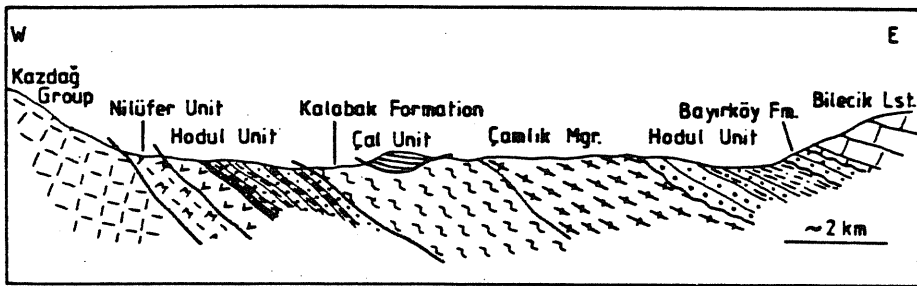 W
E
Kazdağ
Group
Nilüfer Unit
Hodul Unit
Kalabak Formation
Çal Unit
Çamlık Mgr.
Hodul Unit
Bayırköy Fm.
Bilecik Lst.
~2 km